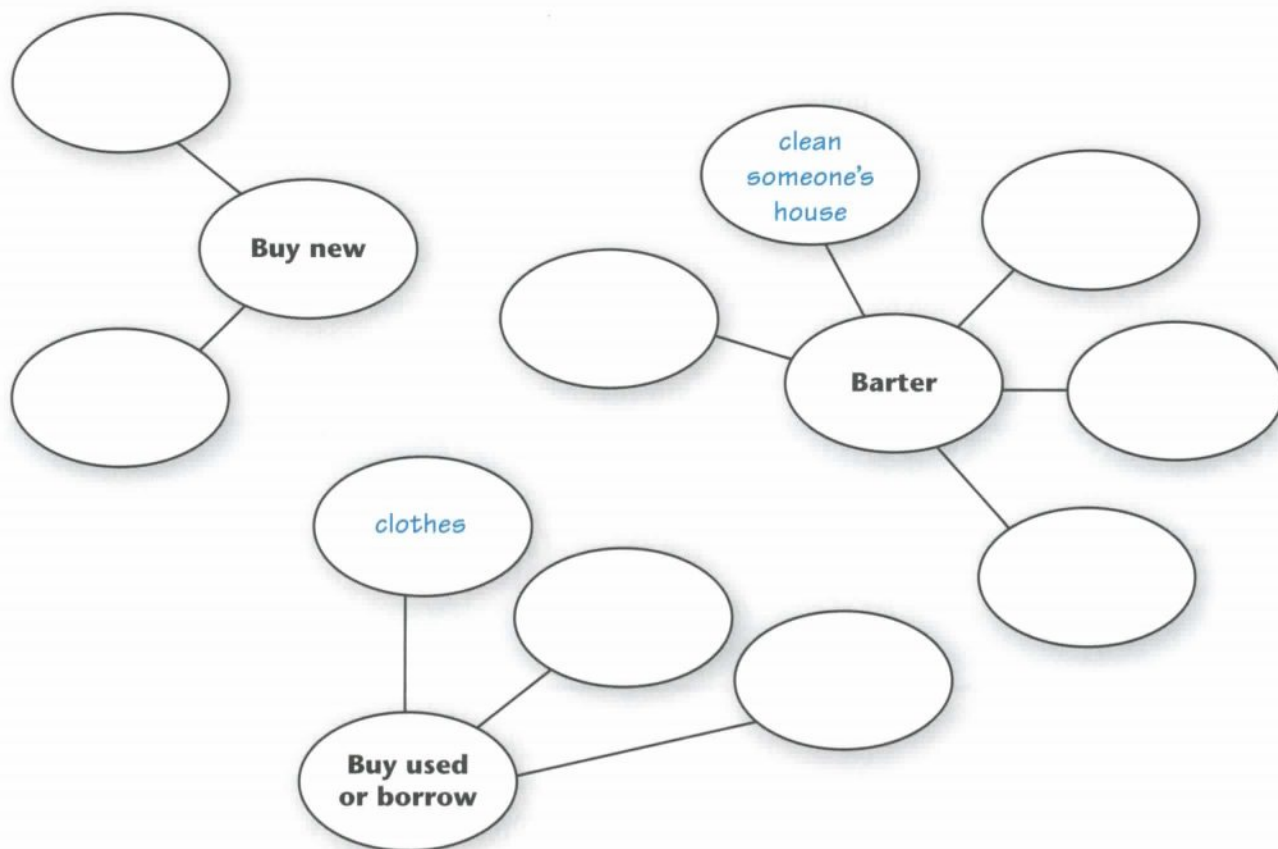 clean
someone's
house
Buy new
Barter
clothes
Buy used
or borrow